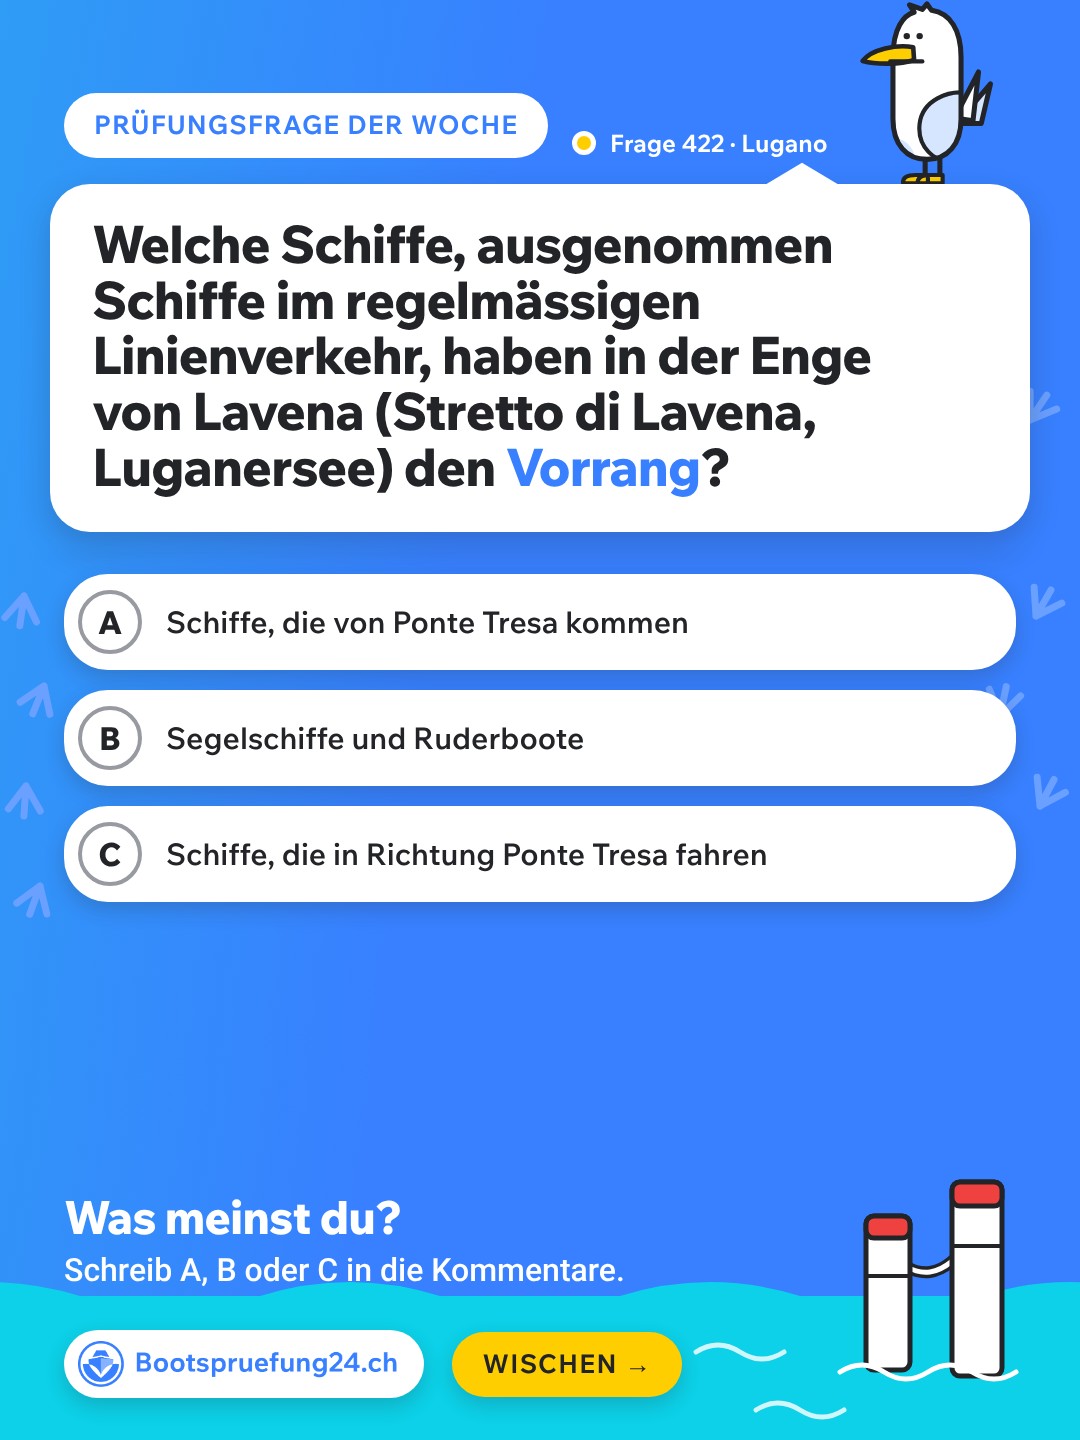 PRÜFUNGSFRAGE DER WOCHE
Frage 422 · Lugano
Welche Schiffe, ausgenommen
Schiffe im regelmässigen
Linienverkehr, haben in der Enge
von Lavena (Stretto di Lavena,
Luganersee) den Vorrang?
A Schiffe, die von Ponte Tresa kommen
B Segelschiffe und Ruderboote
C Schiffe, die in Richtung Ponte Tresa fahren
Was meinst du?
Schreib A, B oder C in die Kommentare.
Bootspruefung24.ch
WISCHEN →